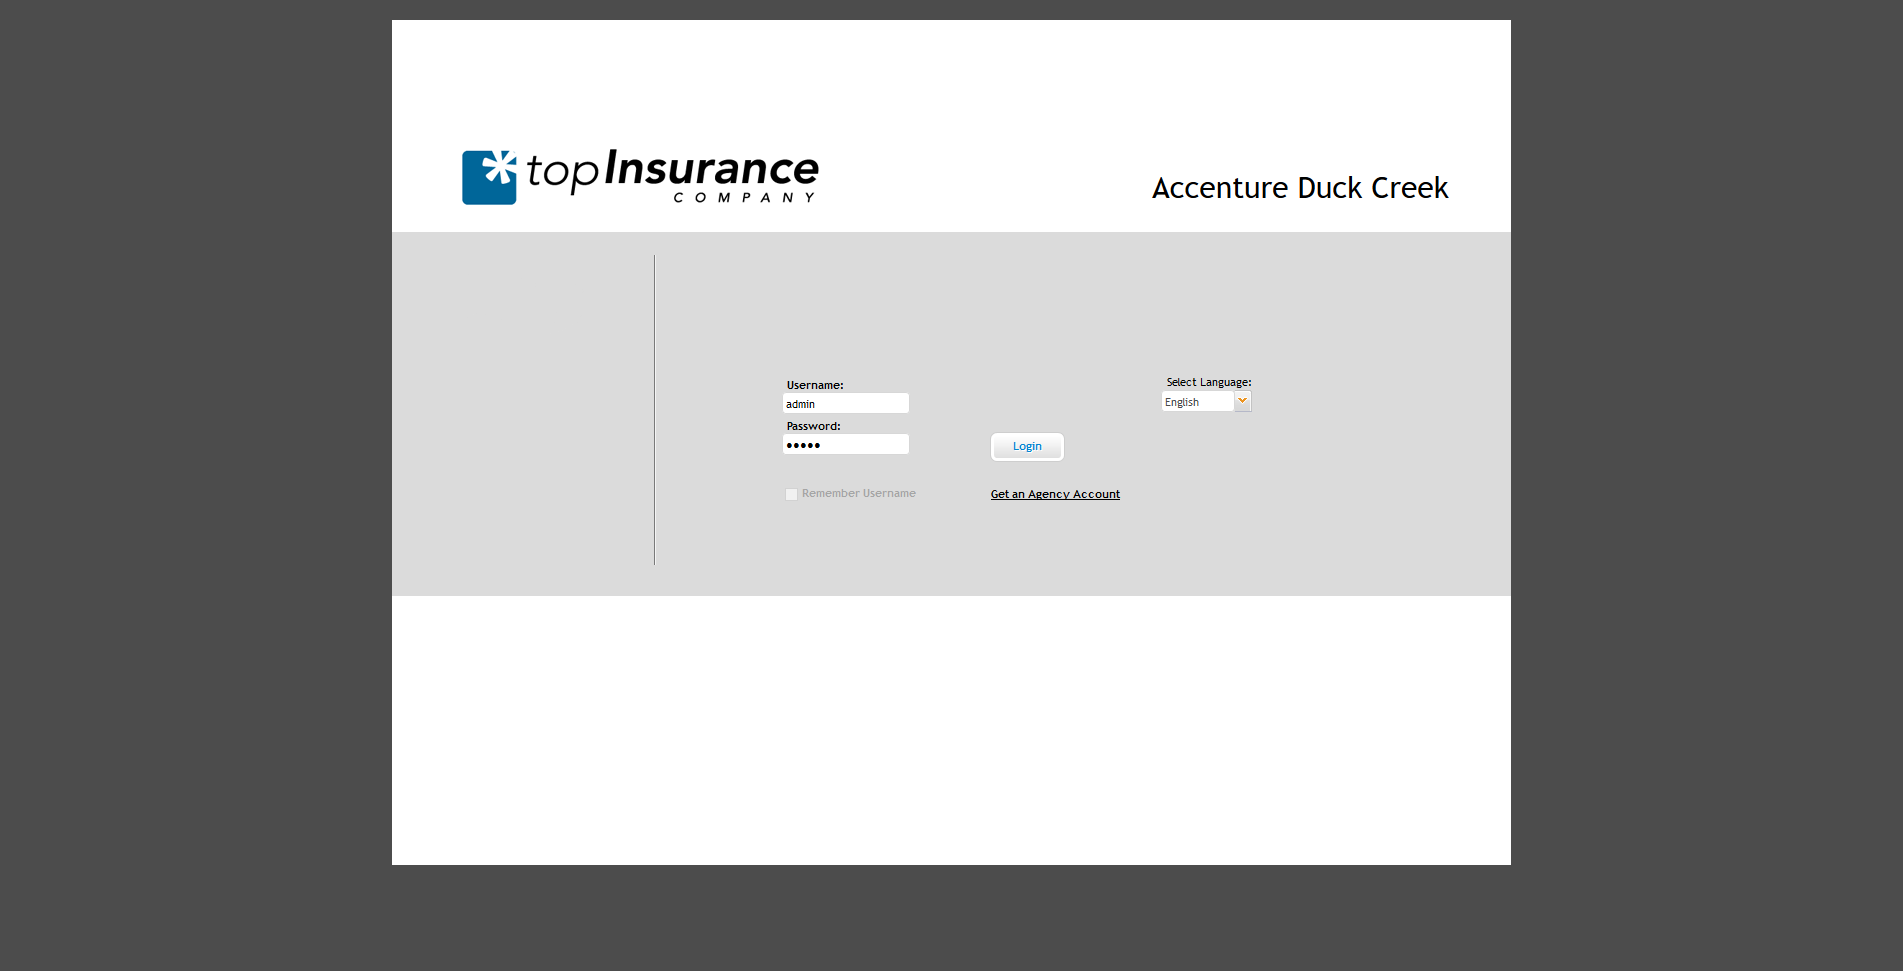 topInsurance
COMPANY
Accenture Duck Creek
Username:
admin
Password:
•••••
Remember Username
Login
Get an Agency Account
Select Language:
English